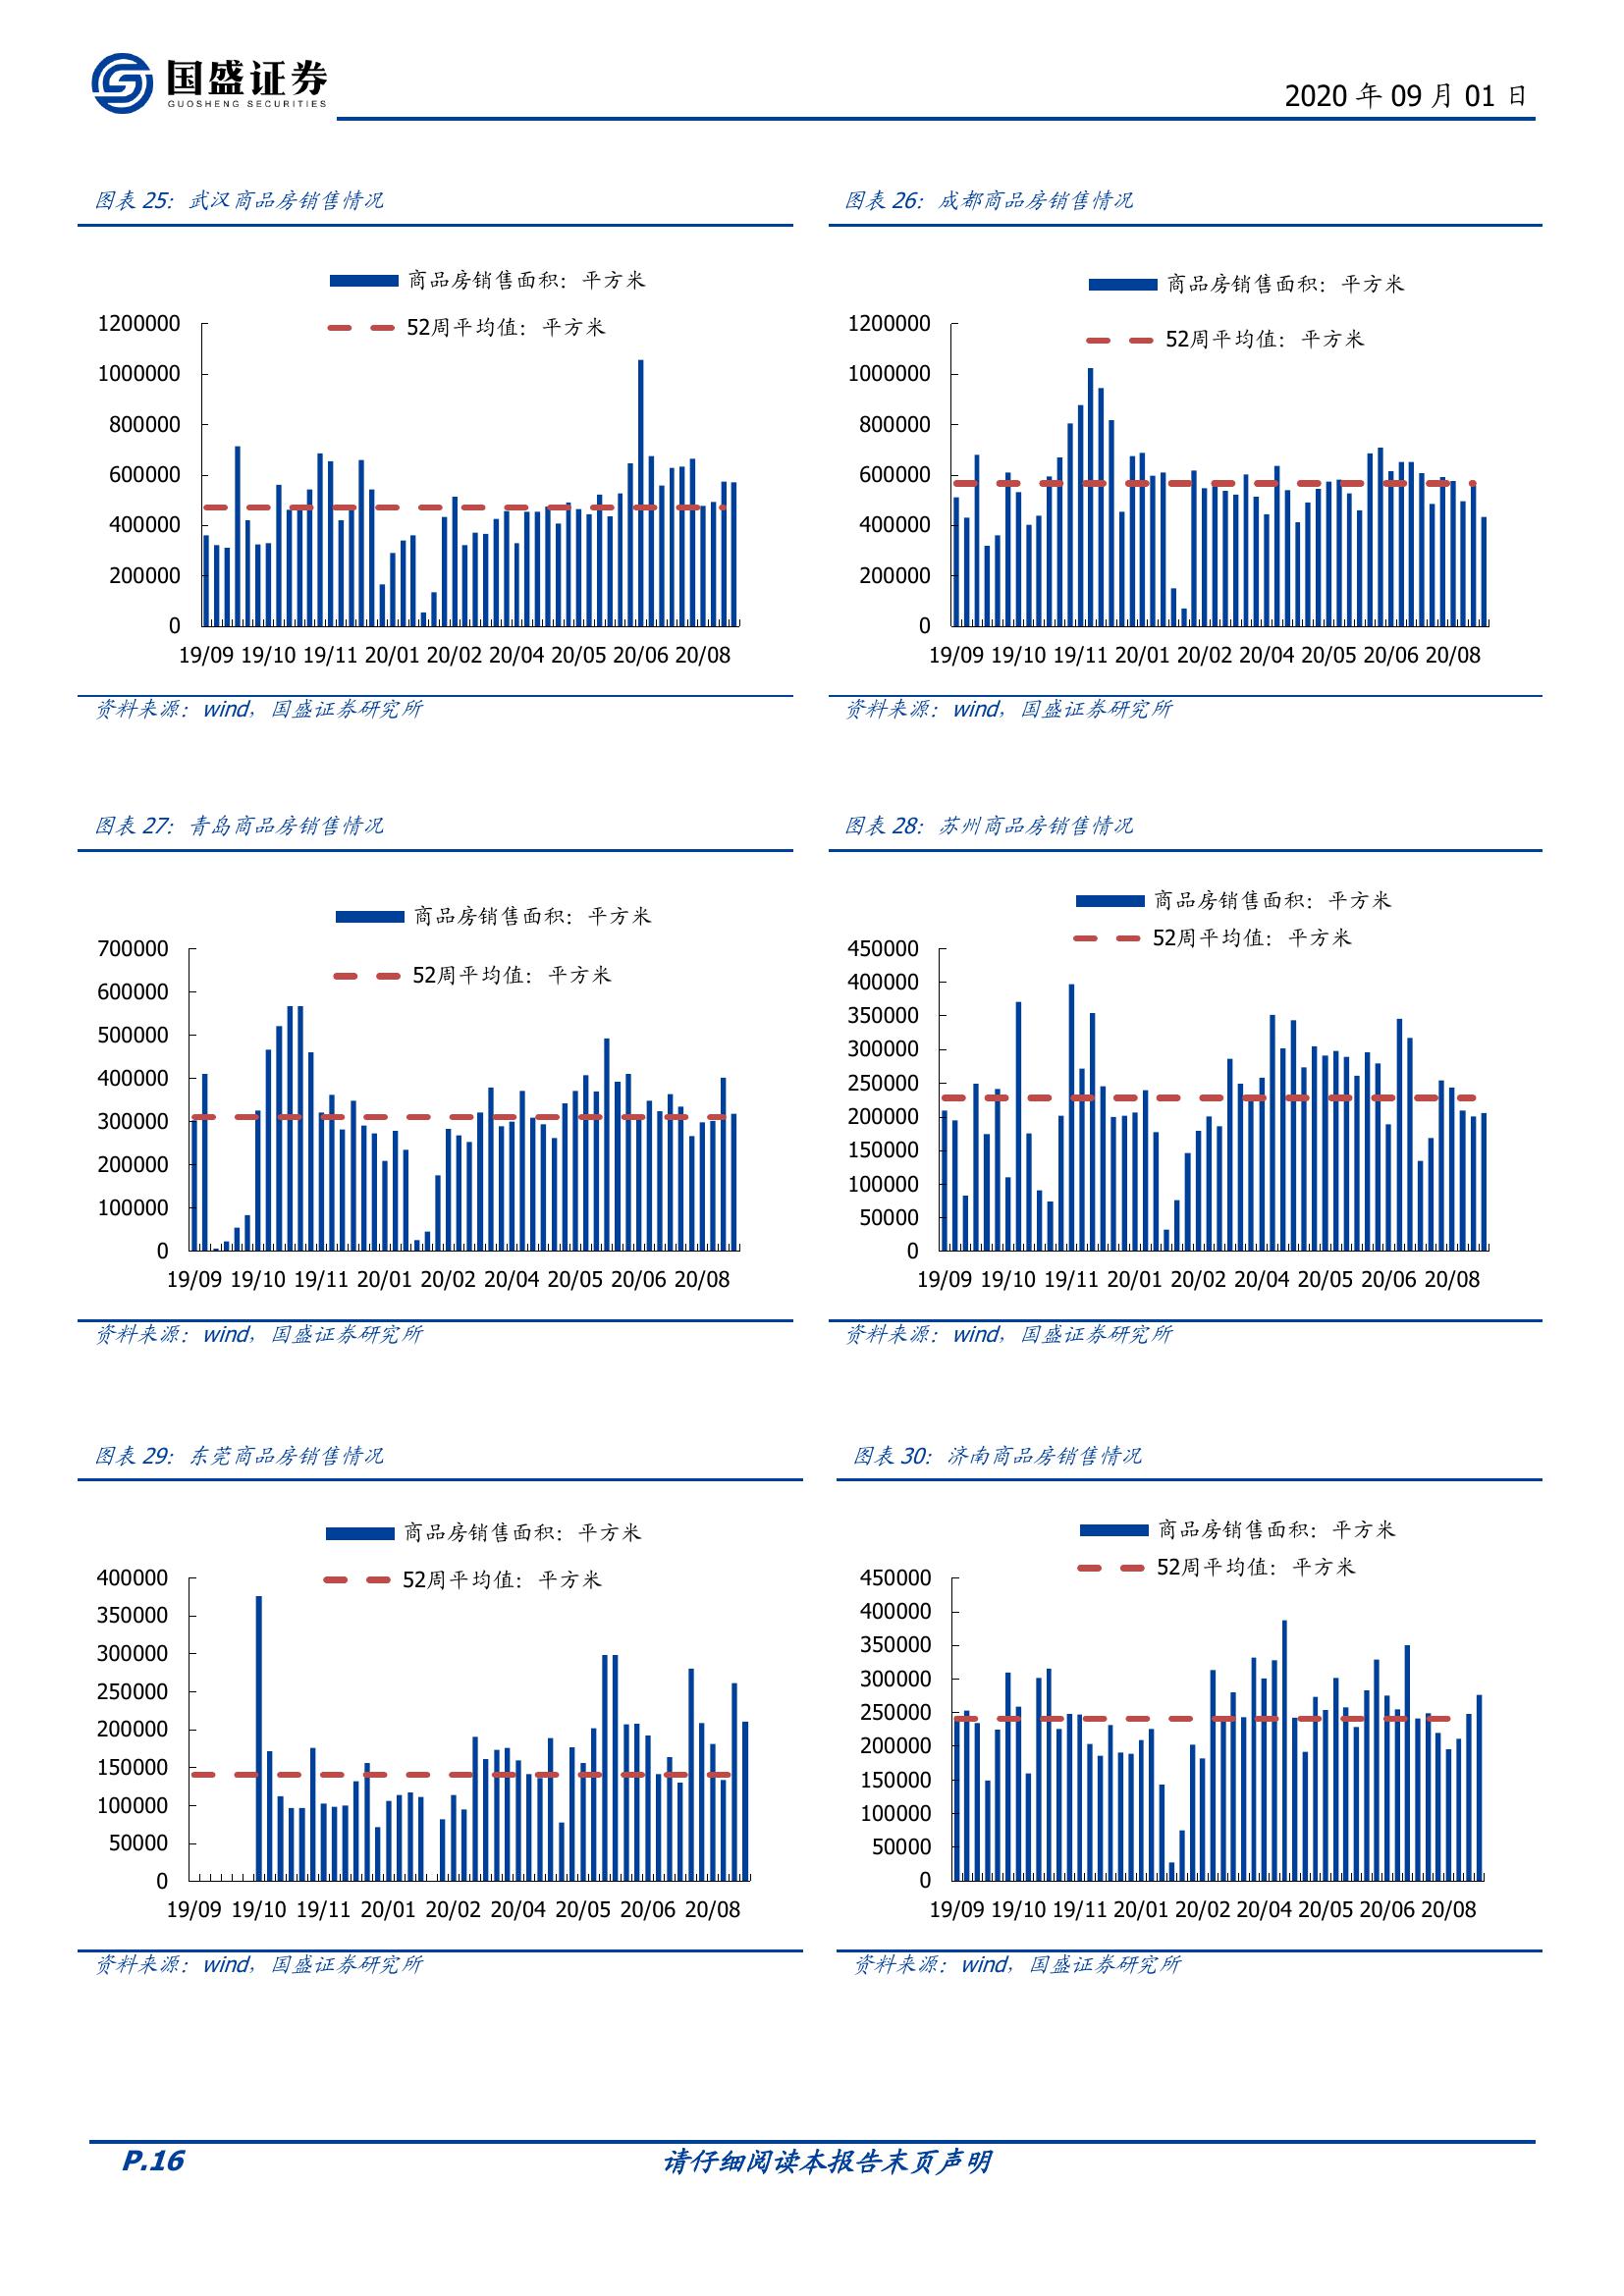 国盛证券
GUOSHENG SECURITIES
2020 年 09 月 01 日
图表 25：武汉商品房销售情况
商品房销售面积：平方米
52周平均值：平方米
1200000
1000000
800000
600000
400000
200000
0
19/09 19/10 19/11 20/01 20/02 20/04 20/05 20/06 20/08
资料来源：wind，国盛证券研究所
图表 26：成都商品房销售情况
商品房销售面积：平方米
52周平均值：平方米
1200000
1000000
800000
600000
400000
200000
0
19/09 19/10 19/11 20/01 20/02 20/04 20/05 20/06 20/08
资料来源：wind，国盛证券研究所
图表 27：青岛商品房销售情况
商品房销售面积：平方米
52周平均值：平方米
700000
600000
500000
400000
300000
200000
100000
0
19/09 19/10 19/11 20/01 20/02 20/04 20/05 20/06 20/08
资料来源：wind，国盛证券研究所
图表 28：苏州商品房销售情况
商品房销售面积：平方米
52周平均值：平方米
450000
400000
350000
300000
250000
200000
150000
100000
50000
0
19/09 19/10 19/11 20/01 20/02 20/04 20/05 20/06 20/08
资料来源：wind，国盛证券研究所
图表 29：东莞商品房销售情况
商品房销售面积：平方米
52周平均值：平方米
400000
350000
300000
250000
200000
150000
100000
50000
0
19/09 19/10 19/11 20/01 20/02 20/04 20/05 20/06 20/08
资料来源：wind，国盛证券研究所
图表 30：济南商品房销售情况
商品房销售面积：平方米
52周平均值：平方米
450000
400000
350000
300000
250000
200000
150000
100000
50000
0
19/09 19/10 19/11 20/01 20/02 20/04 20/05 20/06 20/08
资料来源：wind，国盛证券研究所
P.16
请仔细阅读本报告末页声明